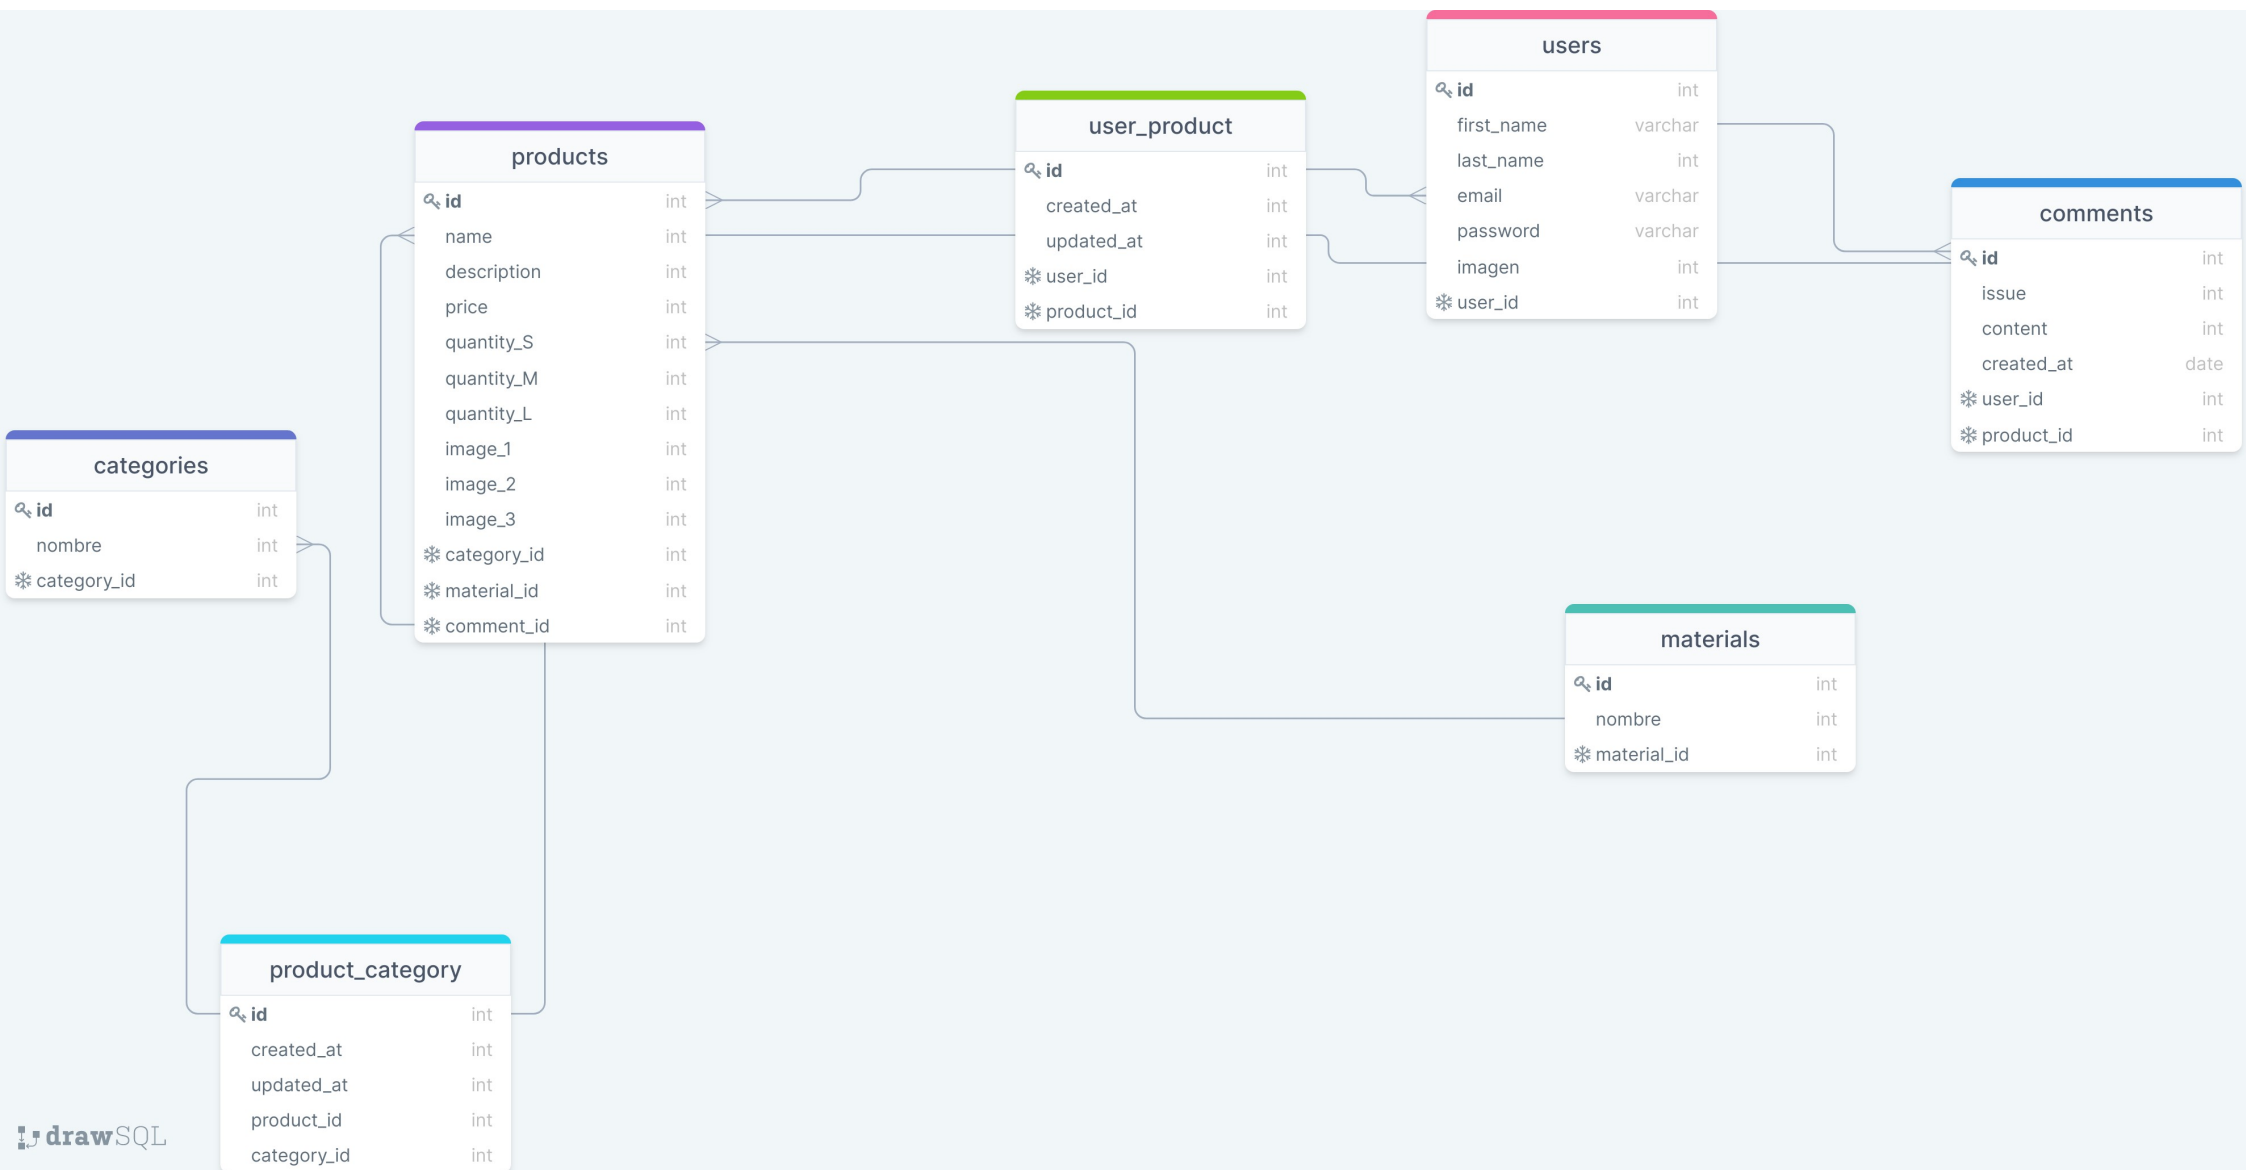 users
id int
first_name varchar
last_name int
email varchar
password varchar
imagen int
user_id int
user_product
id int
created_at int
updated_at int
user_id int
product_id int
products
id int
name int
description int
price int
quantity_S int
quantity_M int
quantity_L int
image_1 int
image_2 int
image_3 int
category_id int
material_id int
comment_id int
comments
id int
issue int
content int
created_at date
user_id int
product_id int
categories
id int
nombre int
category_id int
materials
id int
nombre int
material_id int
product_category
id int
created_at int
updated_at int
product_id int
category_id int
drawSQL